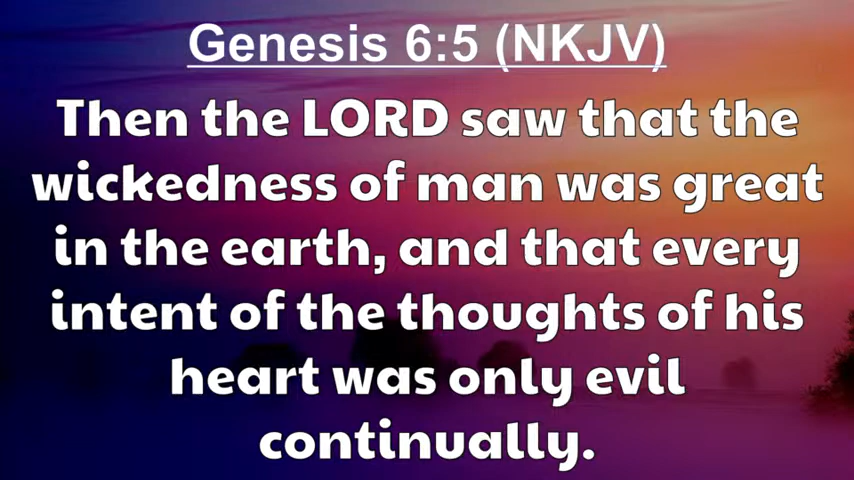 Genesis 6:5 (NKJV)
Then the LORD saw that the
wickedness of man was great
in the earth, and that every
intent of the thoughts of his
heart was only evil
continually.